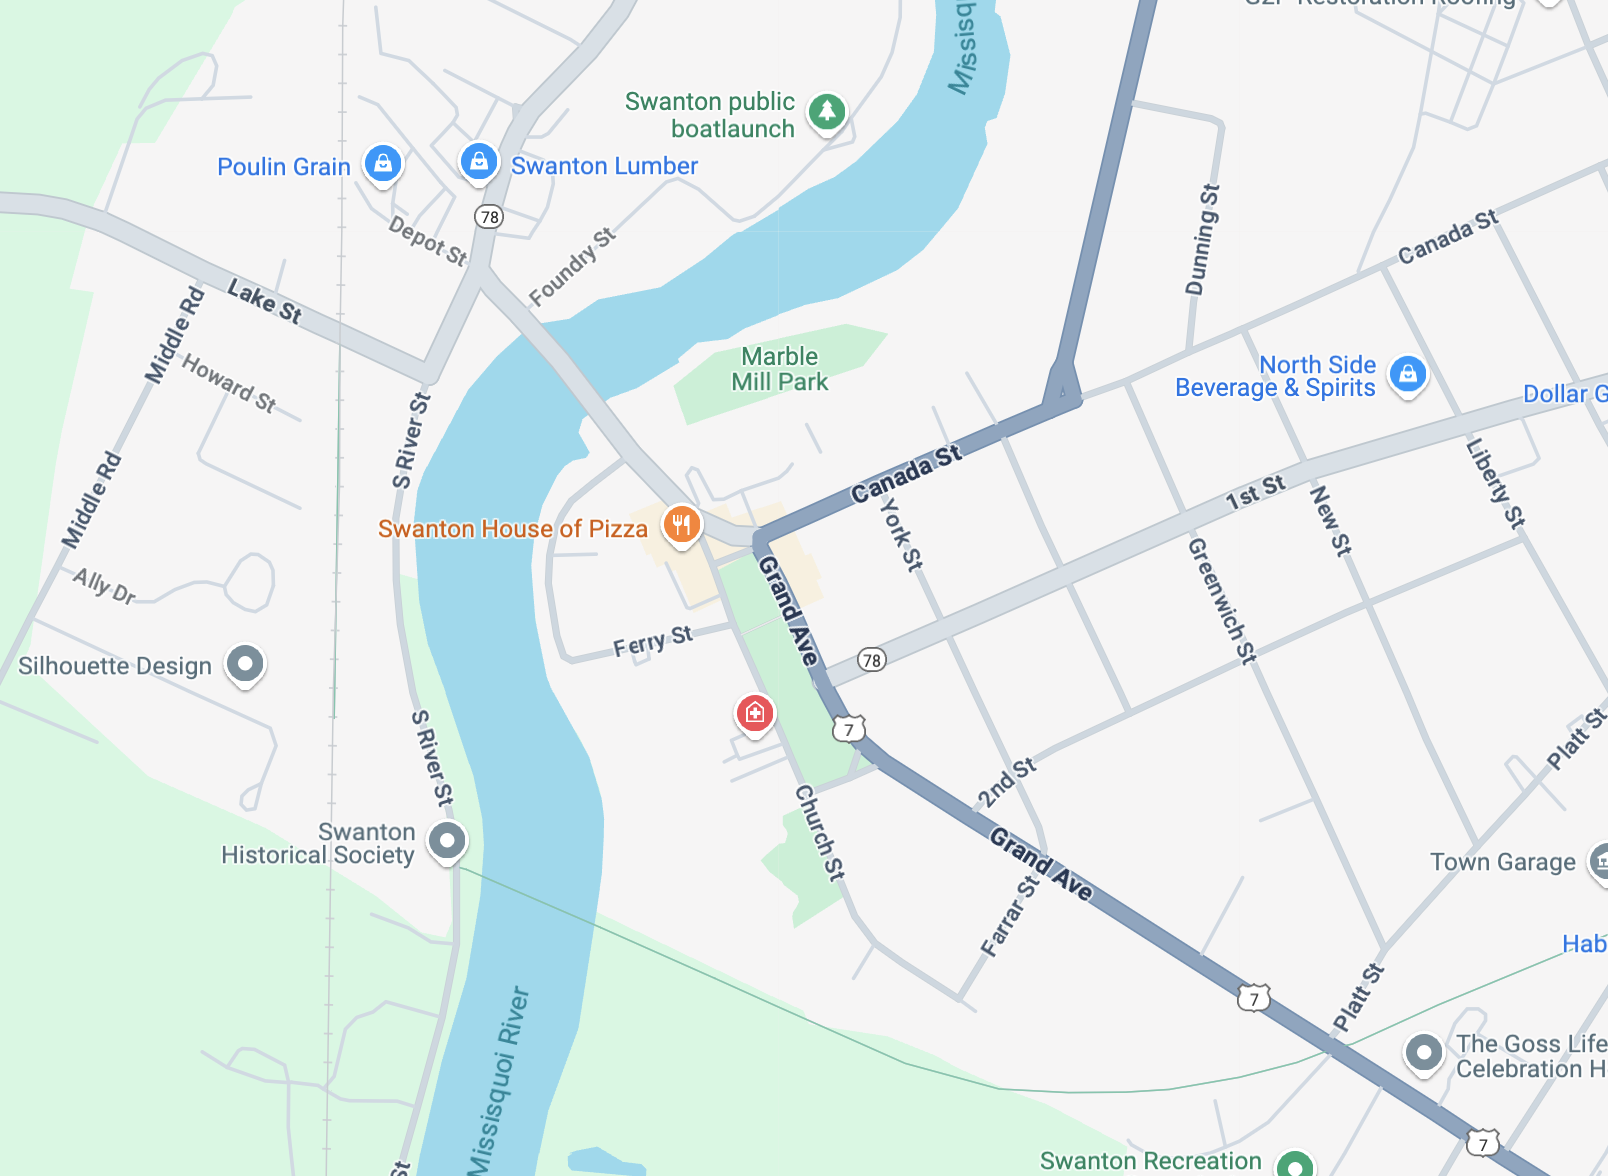 Restoration Roofing
Mississq
Swanton public
boatlaunch
Poulin Grain
Swanton Lumber
78
Depot St
Foundry St
Dunning St
Canada St
Lake St
Middle Rd
Howard St
Marble
Mill Park
North Side
Beverage & Spirits
Dollar G
S River St
Canada St
Middle Rd
1st St
Liberty St
New St
Swanton House of Pizza
York St
Ally Dr
Grand Ave
Greenwich St
Ferry St
Silhouette Design
78
S River St
7
Platt St
2nd St
Church St
Swanton
Historical Society
Grand Ave
Town Garage
Farrar St
Hab
Platt St
7
Missisquoi River
The Goss Life
Celebration H
7
Swanton Recreation
St